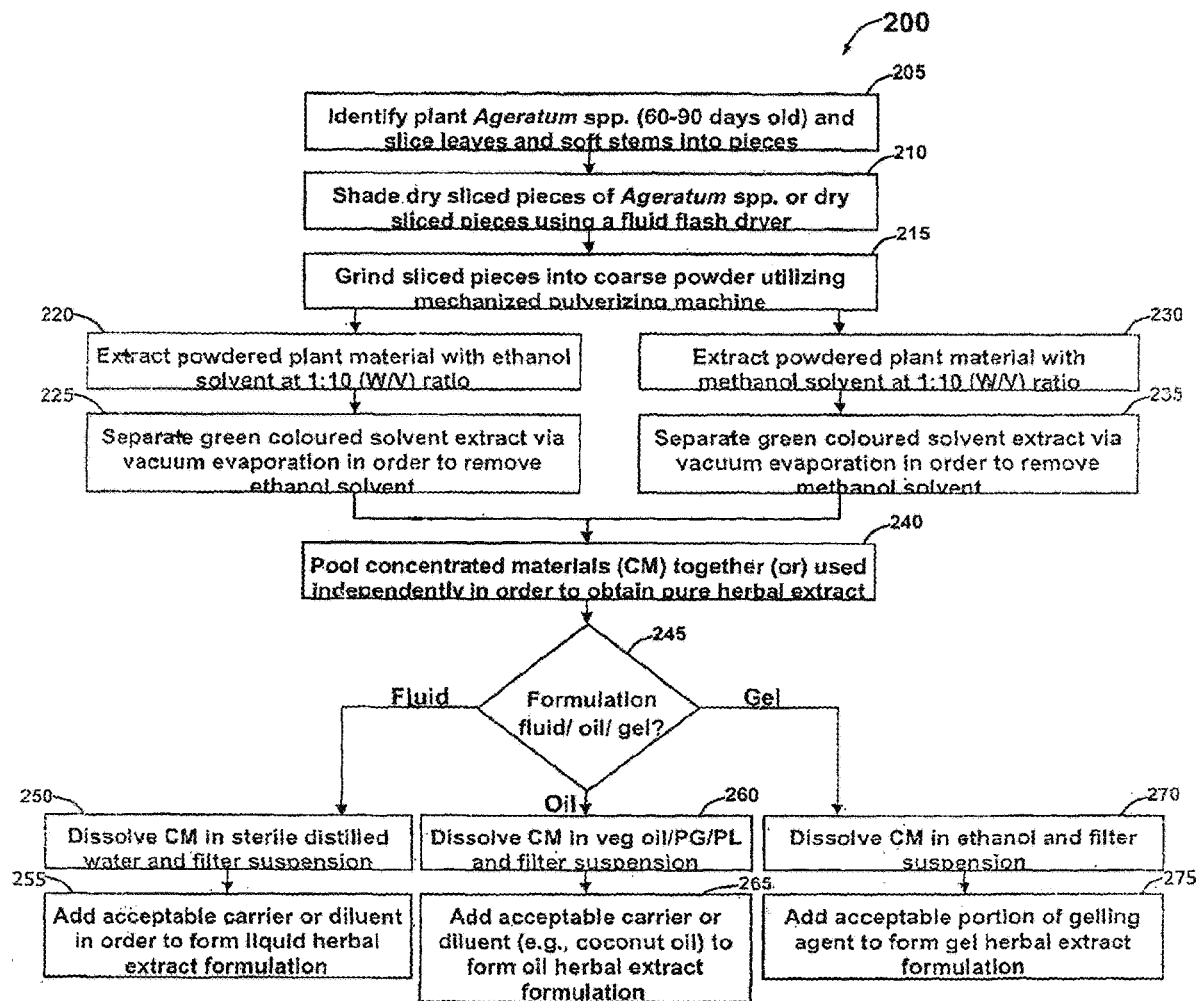 200
205
Identify plant Ageratum spp. (60-90 days old) and
slice leaves and soft stems into pieces
210
Shade dry sliced pieces of Ageratum spp. or dry
sliced pieces using a fluid flash dryer
215
Grind sliced pieces into coarse powder utilizing
mechanized pulverizing machine
220
Extract powdered plant material with ethanol
solvent at 1:10 (W/V) ratio
230
Extract powdered plant material with
methanol solvent at 1:10 (W/V) ratio
225
Separate green coloured solvent extract via
vacuum evaporation in order to remove
ethanol solvent
235
Separate green coloured solvent extract via
vacuum evaporation in order to remove
methanol solvent
240
Pool concentrated materials (CM) together (or) used
independently in order to obtain pure herbal extract
245
Formulation
fluid/ oil/ gel?
Fluid
Gel
Oil
250
Dissolve CM in sterile distilled
water and filter suspension
260
Dissolve CM in veg oil/PG/PL
and filter suspension
270
Dissolve CM in ethanol and filter
suspension
255
Add acceptable carrier or diluent
in order to form liquid herbal
extract formulation
265
Add acceptable carrier or
diluent (e.g., coconut oil) to
form oil herbal extract
formulation
275
Add acceptable portion of gelling
agent to form gel herbal extract
formulation